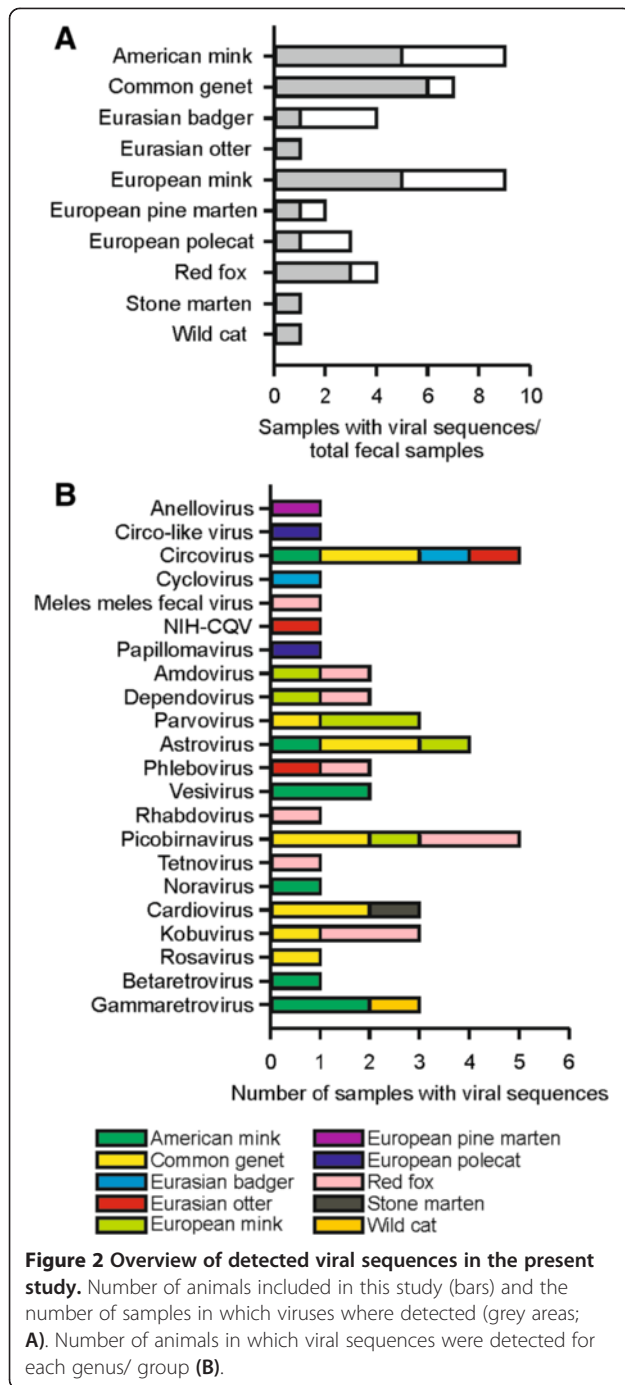 A
American mink
Common genet
Eurasian badger
Eurasian otter
European mink
European pine marten
European polecat
Red fox
Stone marten
Wild cat
0 2 4 6 8 10
Samples with viral sequences/
total fecal samples
B
Anellovirus
Circo-like virus
Circovirus
Cyclovirus
Meles meles fecal virus
NIH-CQV
Papillomavirus
Amdovirus
Dependovirus
Parvovirus
Astrovirus
Phlebovirus
Vesivirus
Rhabdovirus
Picobirnavirus
Tetnovirus
Noravirus
Cardiovirus
Kobuvirus
Rosavirus
Betaretrovirus
Gammaretrovirus
0 1 2 3 4 5 6
Number of samples with viral sequences
American mink
Common genet
Eurasian badger
Eurasian otter
European mink
European pine marten
European polecat
Red fox
Stone marten
Wild cat
Figure 2 Overview of detected viral sequences in the present
study. Number of animals included in this study (bars) and the
number of samples in which viruses where detected (grey areas;
A). Number of animals in which viral sequences were detected for
each genus/ group (B).